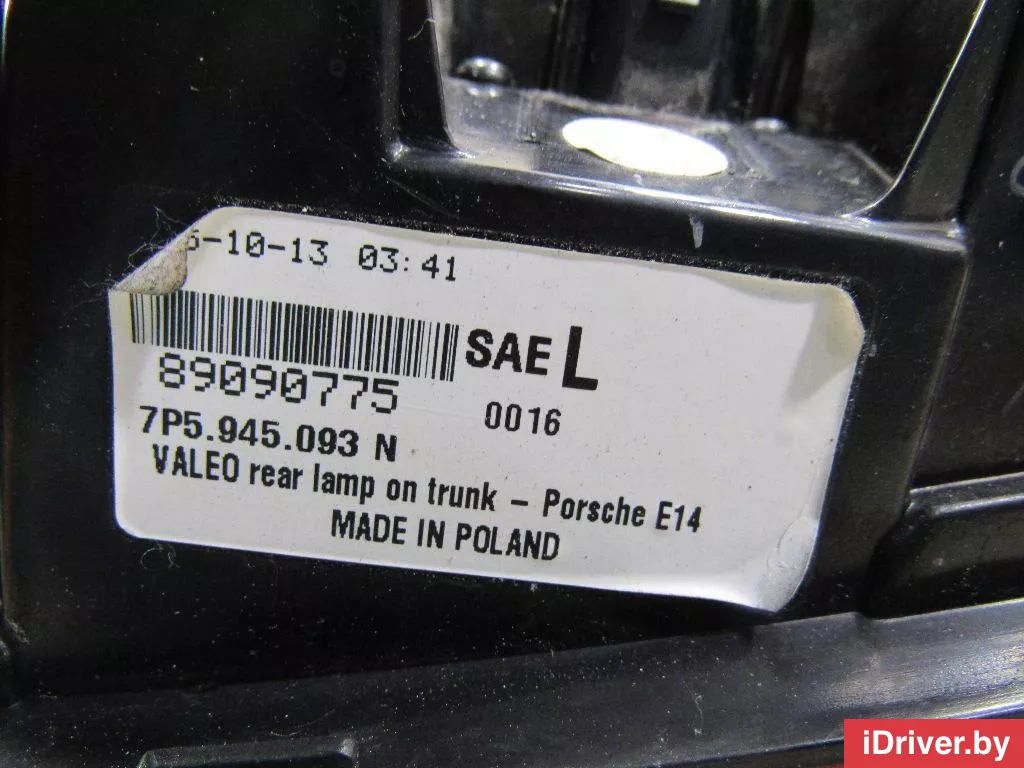 6-10-13 03:41
SAE L
89090775
0016
7P5.945.093 N
VALEO rear lamp on trunk – Porsche E14
MADE IN POLAND
iDriver.by